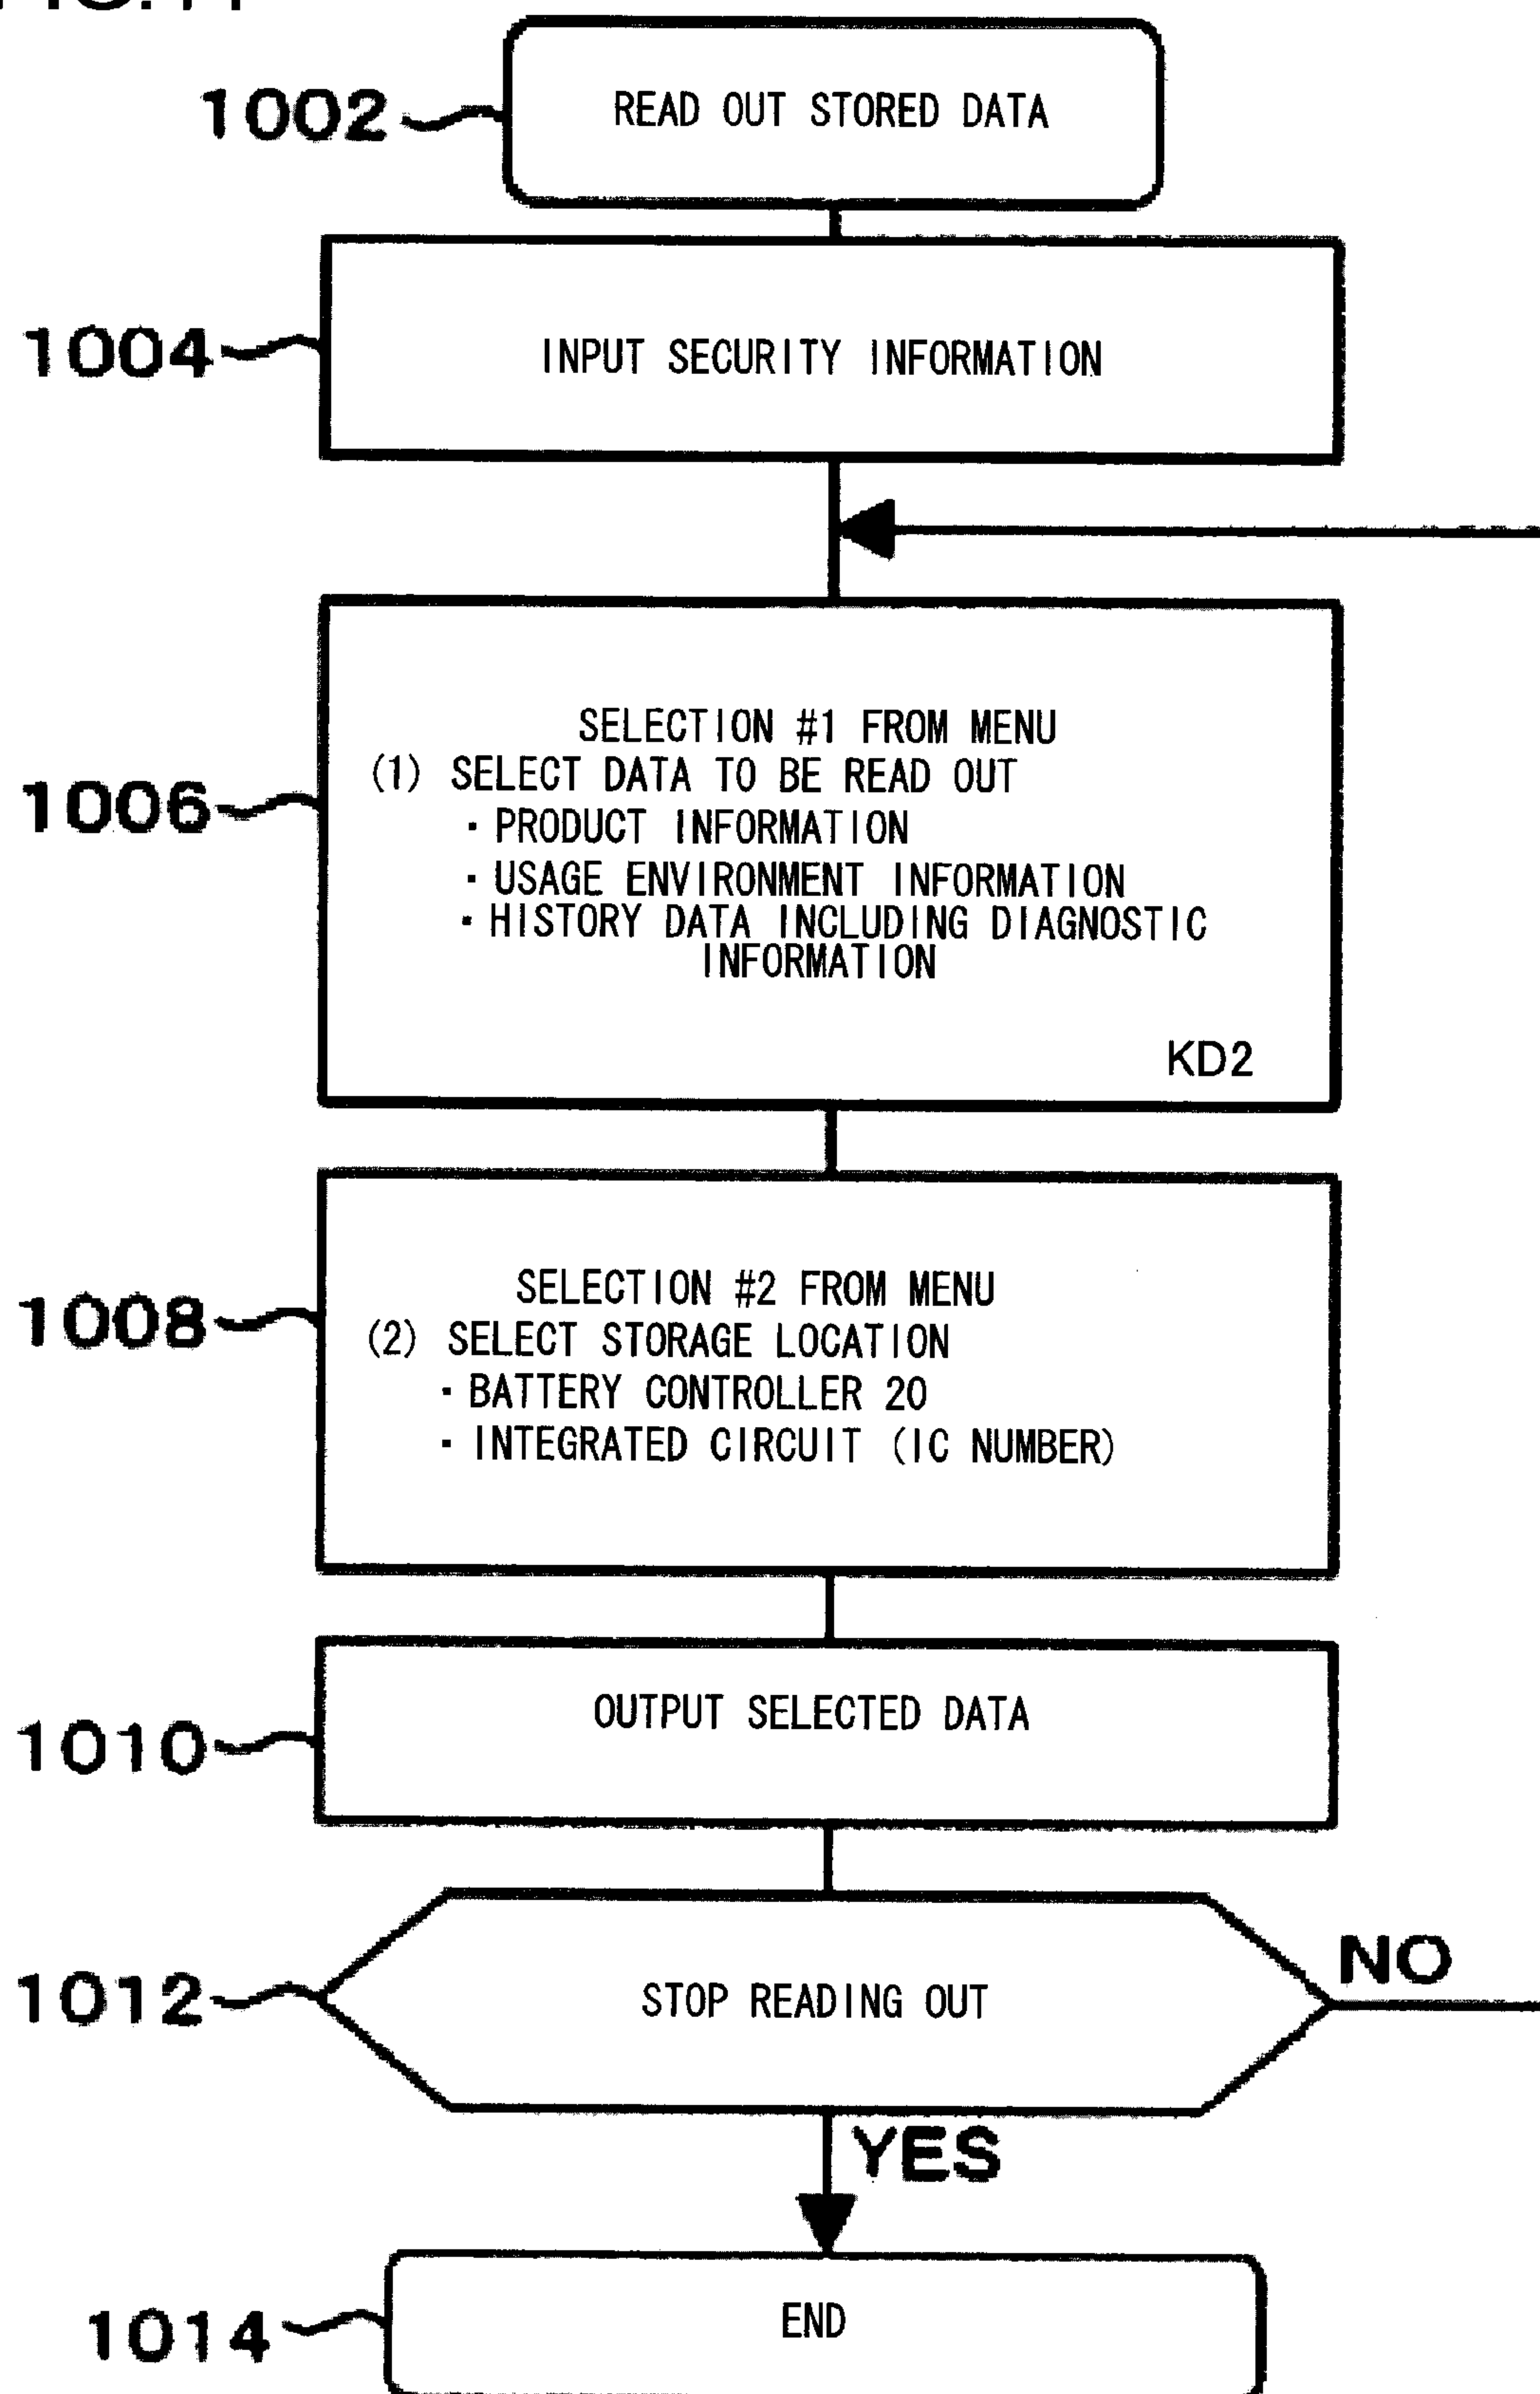 1002
READ OUT STORED DATA
1004
INPUT SECURITY INFORMATION
1006
SELECTION #1 FROM MENU
(1) SELECT DATA TO BE READ OUT
· PRODUCT INFORMATION
· USAGE ENVIRONMENT INFORMATION
· HISTORY DATA INCLUDING DIAGNOSTIC
INFORMATION
KD2
1008
SELECTION #2 FROM MENU
(2) SELECT STORAGE LOCATION
· BATTERY CONTROLLER 20
· INTEGRATED CIRCUIT (IC NUMBER)
1010
OUTPUT SELECTED DATA
1012
STOP READING OUT
NO
YES
1014
END